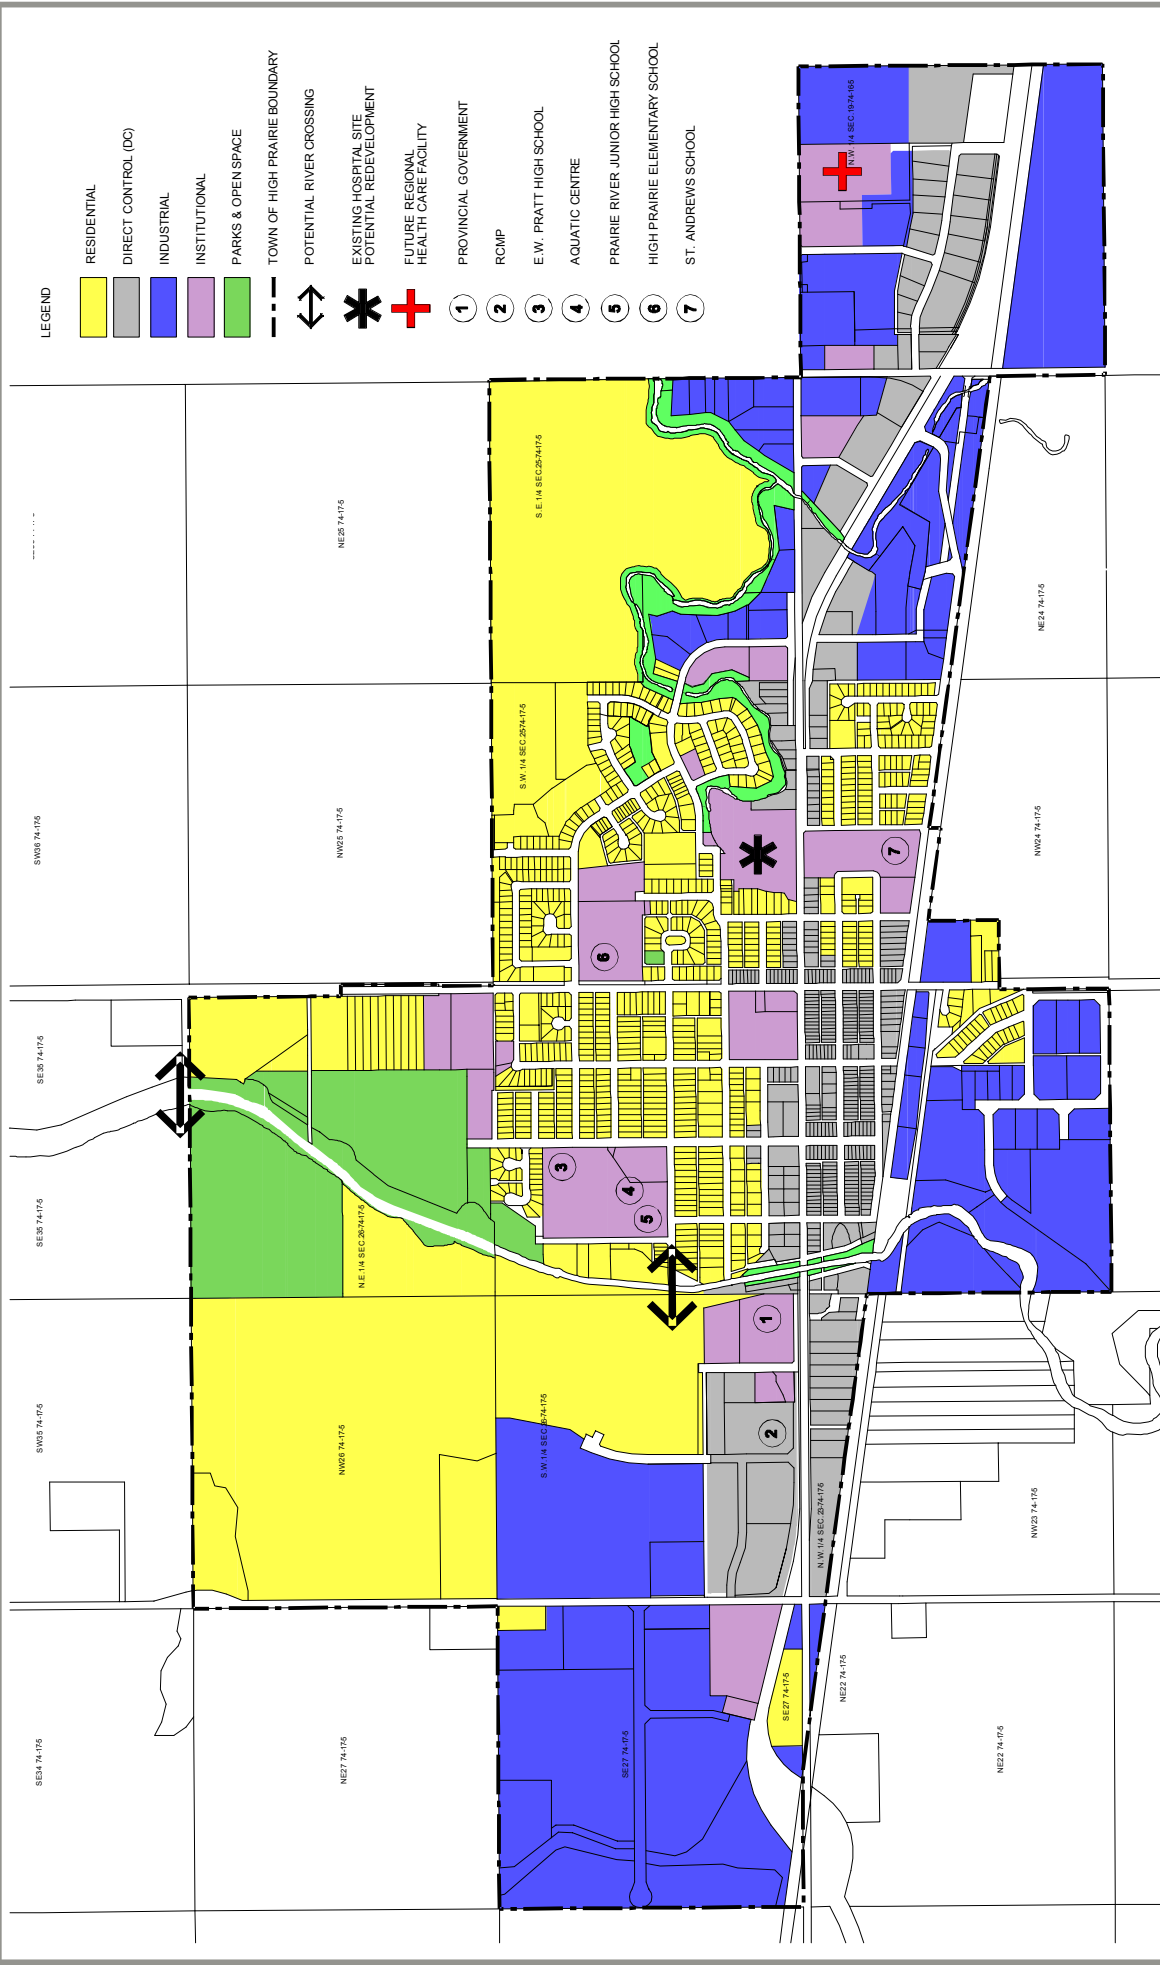 LEGEND
RESIDENTIAL
DIRECT CONTROL (DC)
INDUSTRIAL
INSTITUTIONAL
PARKS & OPEN SPACE
TOWN OF HIGH PRAIRIE BOUNDARY
POTENTIAL RIVER CROSSING
EXISTING HOSPITAL SITE
POTENTIAL REDEVELOPMENT
FUTURE REGIONAL
HEALTH CARE FACILITY
1 PROVINCIAL GOVERNMENT
2 RCMP
3 E.W. PRATT HIGH SCHOOL
4 AQUATIC CENTRE
5 PRAIRIE RIVER JUNIOR HIGH SCHOOL
6 HIGH PRAIRIE ELEMENTARY SCHOOL
7 ST. ANDREWS SCHOOL
SE34 74-17-5
SW35 74-17-5
SE35 74-17-5
SE35 74-17-5
SW36 74-17-5
NE27 74-17-5
NW26 74-17-5
N.E.1/4 SEC.26-74-17-5
NW25 74-17-5
NE25 74-17-5
SE27 74-17-5
S.W.1/4 SEC.26-74-17-5
S.W.1/4 SEC.25-74-17-5
S.E.1/4 SEC.25-74-17-5
3
4
5
6
7
1
2
SE27 74-17-5
N.W.1/4 SEC.23-74-17-5
N.W.1/4 SEC.19-74-16-5
NE22 74-17-5
NE22 74-17-5
NW23 74-17-5
NW24 74-17-5
NE24 74-17-5